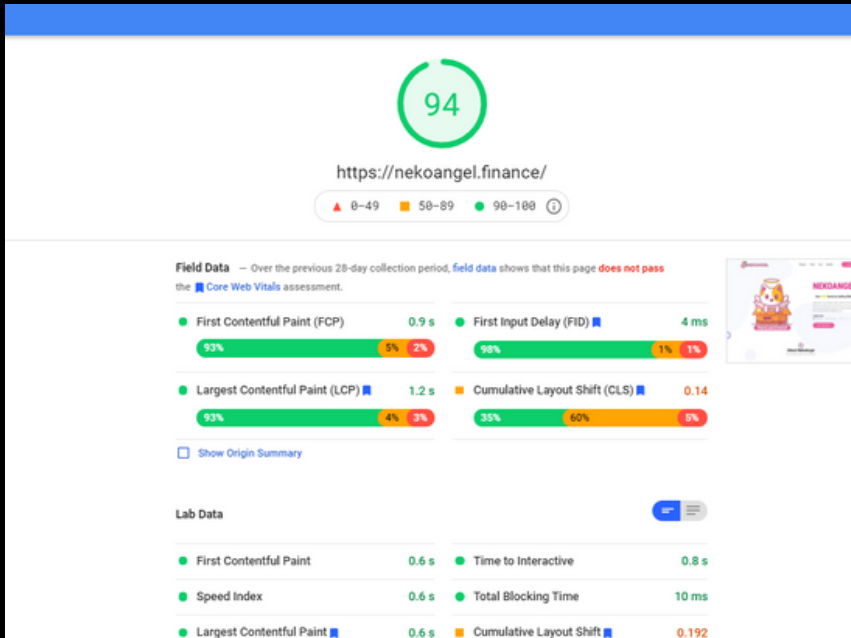 94
https://nekoangel.finance/
0-49 50-89 90-100
Field Data — Over the previous 28-day collection period, field data shows that this page does not pass
the Core Web Vitals assessment.
First Contentful Paint (FCP) 0.9 s
93% 5% 2%
First Input Delay (FID) 4 ms
98% 1% 1%
Largest Contentful Paint (LCP) 1.2 s
93% 4% 3%
Cumulative Layout Shift (CLS) 0.14
35% 60% 5%
Show Origin Summary
NEKOANGE
Lab Data
First Contentful Paint 0.6 s
Time to Interactive 0.8 s
Speed Index 0.6 s
Total Blocking Time 10 ms
Largest Contentful Paint 0.6 s
Cumulative Layout Shift 0.192